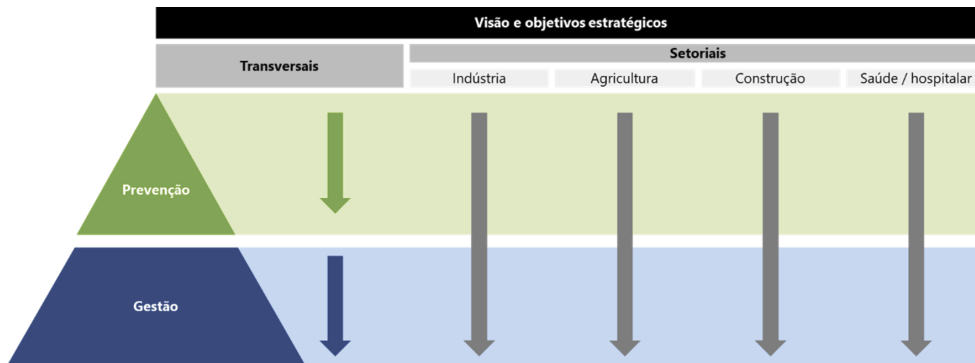 Visão e objetivos estratégicos
Transversais
Setoriais
Indústria
Agricultura
Construção
Saúde / hospitalar
Prevenção
Gestão